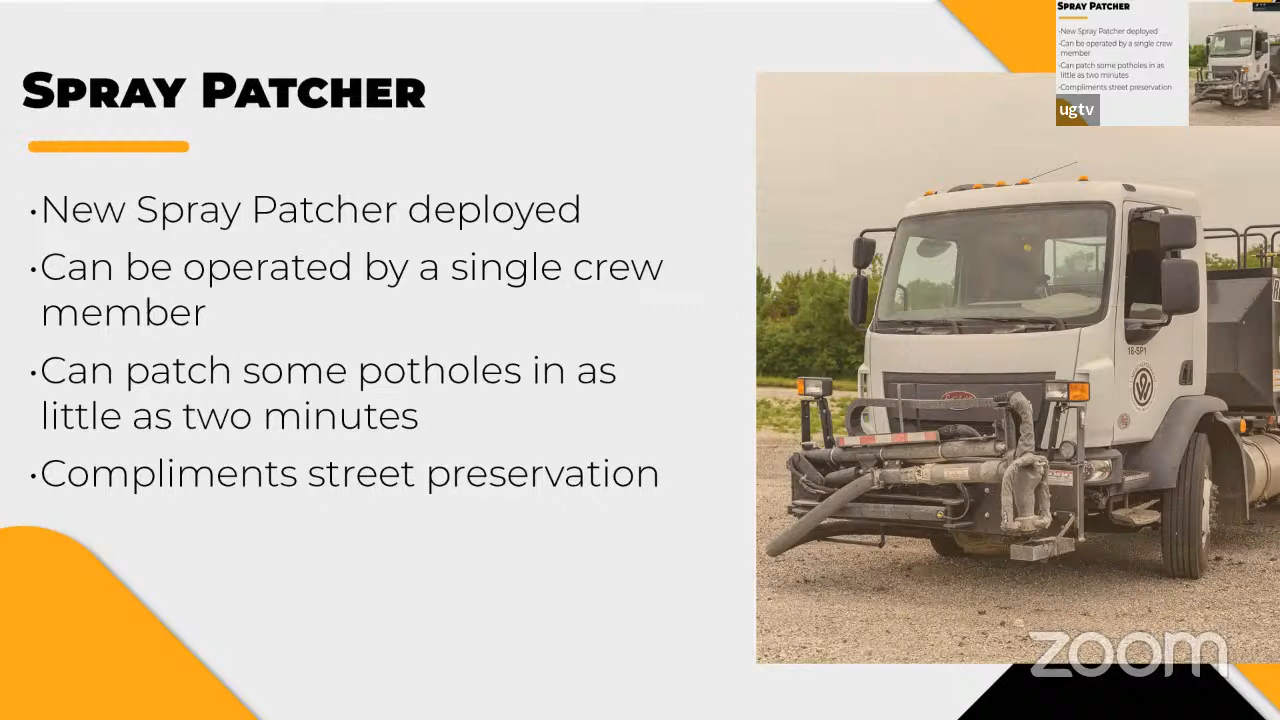 Spray Patcher
·New Spray Patcher deployed
·Can be operated by a single crew
member
·Can patch some potholes in as
little as two minutes
·Compliments street preservation
Spray Patcher
·New Spray Patcher deployed
·Can be operated by a single crew
member
·Can patch some potholes in as
little as two minutes
·Compliments street preservation
ugtv
18-SP1
zoom